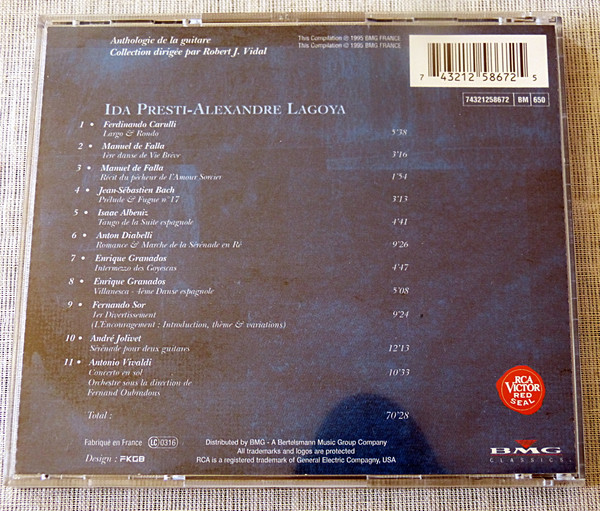 Anthologie de la guitare
Collection dirigée par Robert J. Vidal
This Compilation ℗ 1995 BMG FRANCE
This Compilation © 1995 BMG FRANCE
7 43212 58672 5
74321258672 BM 650
IDA PRESTI-ALEXANDRE LAGOYA
1 • Ferdinando Carulli
Largo & Rondo 5'38
2 • Manuel de Falla
1ère danse de Vie Brève 3'16
3 • Manuel de Falla
Récit du pêcheur de l'Amour Sorcier 1'54
4 • Jean-Sébastien Bach
Prélude & Fugue n°17 3'13
5 • Isaac Albeniz
Tango de la Suite espagnole 4'41
6 • Anton Diabelli
Romance & Marche de la Sérénade en Ré 9'26
7 • Enrique Granados
Intermezzo des Goyescas 4'47
8 • Enrique Granados
Villanesca - 4ème Danse espagnole 5'08
9 • Fernando Sor
1er Divertissement 9'24
(L'Encouragement : Introduction, thème & variations)
10 • André Jolivet
Sérénade pour deux guitares 12'13
11 • Antonio Vivaldi
Concerto en sol 10'33
Orchestre sous la direction de
Fernand Oubradous
Total : 70'28
RCA
VICTOR
RED
SEAL
Fabriqué en France LC 0316
Design : FKGB
Distributed by BMG - A Bertelsmann Music Group Company
All trademarks and logos are protected
RCA is a registered trademark of General Electric Compagny, USA
BMG
CLASSICS